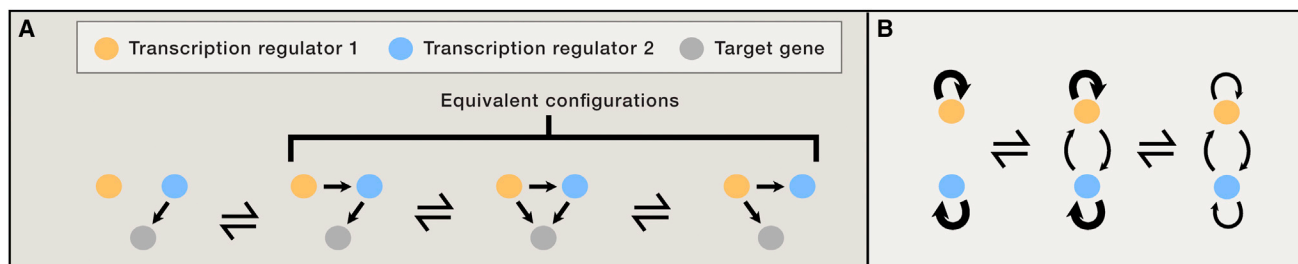 A
Transcription regulator 1 Transcription regulator 2 Target gene
Equivalent configurations
B